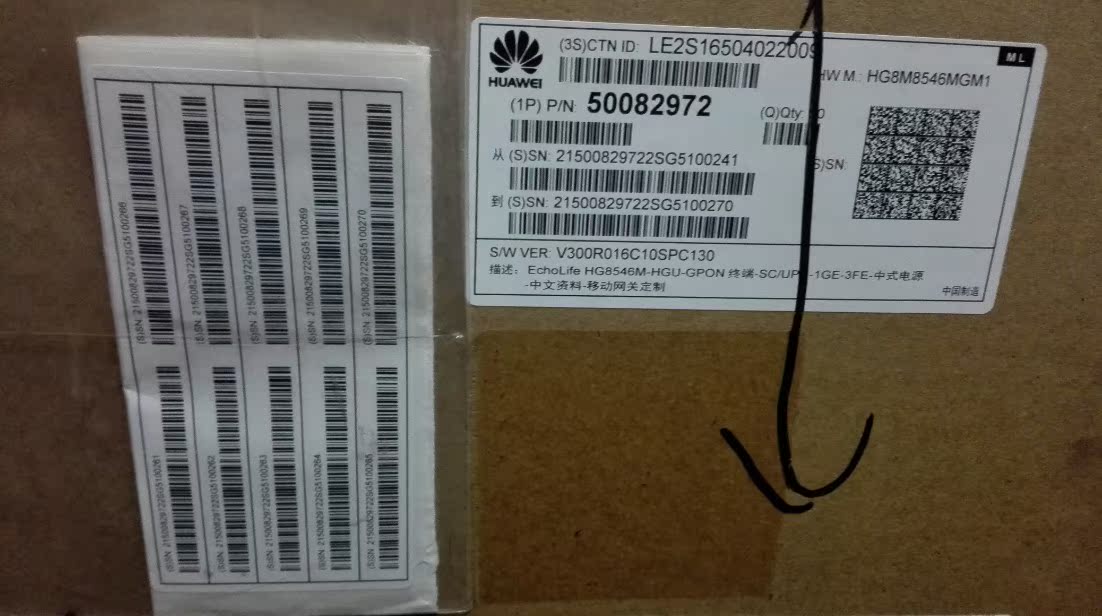 (S)SN: 21500829722SG5100266
(S)SN: 21500829722SG5100267
(S)SN: 21500829722SG5100268
(S)SN: 21500829722SG5100269
(S)SN: 21500829722SG5100270
(S)SN: 21500829722SG5100261
(S)SN: 21500829722SG5100262
(S)SN: 21500829722SG5100263
(S)SN: 21500829722SG5100264
(S)SN: 21500829722SG5100265
HUAWEI
(3S)CTN ID: LE2S16504022009
ML
HW M.: HG8M8546MGM1
(1P) P/N: 50082972
(Q)Qty:
从 (S)SN: 21500829722SG5100241
(S)SN:
到 (S)SN: 21500829722SG5100270
S/W VER: V300R016C10SPC130
描述: EchoLife HG8546M-HGU-GPON 终端-SC/UPC-1GE-3FE-中式电源
-中文资料-移动网关定制
中国制造